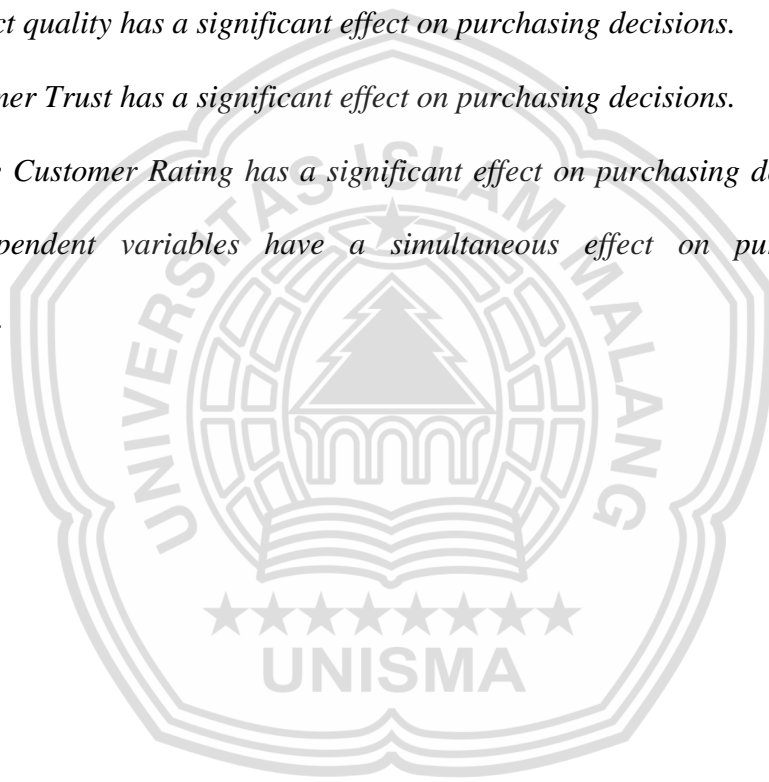 ct quality has a significant effect on purchasing decisions.
ner Trust has a significant effect on purchasing decisions.
Customer Rating has a significant effect on purchasing de
pendent variables have a simultaneous effect on pu
UNIVERSITAS ISLAM MALANG
UNISMA